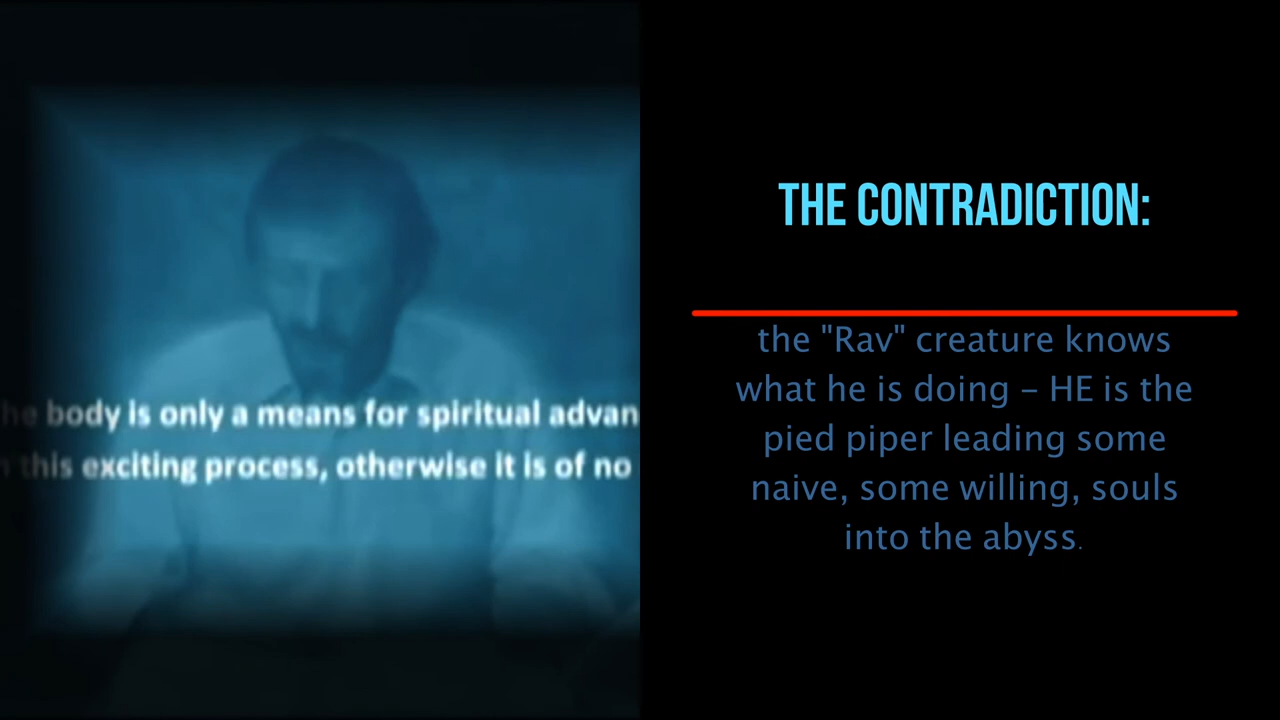 he body is only a means for spiritual advan
this exciting process, otherwise it is of no
THE CONTRADICTION:
the "Rav" creature knows
what he is doing – HE is the
pied piper leading some
naive, some willing, souls
into the abyss.